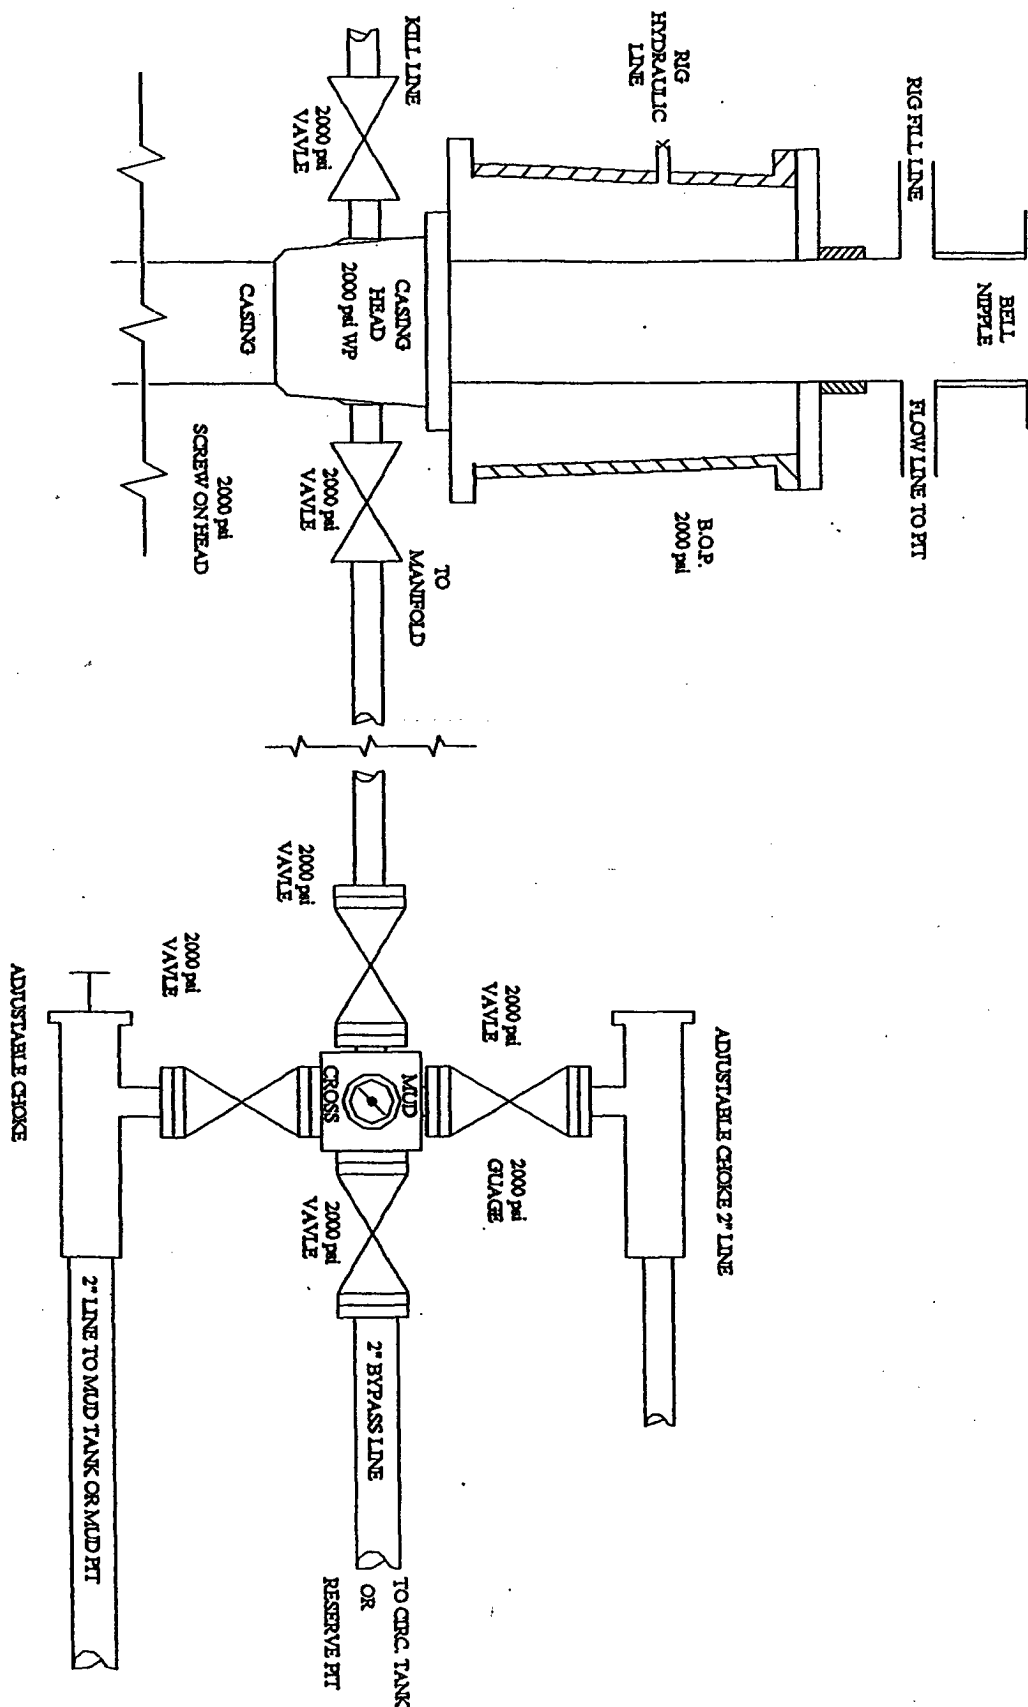 BELL
NIPPLE
RIG FILL LINE
FLOW LINE TO PIT
RIG
HYDRAULIC
LINE
B.O.P.
2000 psi
KILL LINE
2000 psi
VAVLE
CASING
HEAD
2000 psi WP
2000 psi
VAVLE
TO
MANIFOLD
CASING
2000 psi
SCREW ON HEAD
2000 psi
VAVLE
ADJUSTABLE CHOKE 2" LINE
2000 psi
VAVLE
2000 psi
GUAGE
MUD
CROSS
2000 psi
VAVLE
2" BYPASS LINE
TO CIRC. TANK
OR
RESERVE PIT
2000 psi
VAVLE
ADJUSTABLE CHOKE
2" LINE TO MUD TANK OR MUD PIT